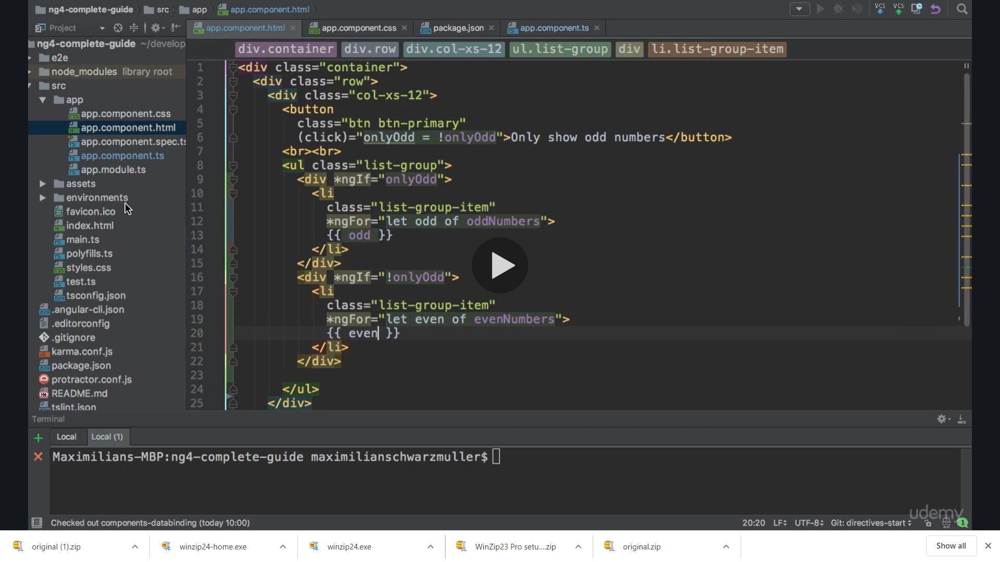 ng4-complete-guide src app app.component.html
VCS VCS
Project
app.component.html app.component.css package.json app.component.ts
ng4-complete-guide ~/develop
e2e
node_modules library root
src
app
app.component.css
app.component.html
app.component.spec.ts
app.component.ts
app.module.ts
assets
environments
favicon.ico
index.html
main.ts
polyfills.ts
styles.css
test.ts
tsconfig.json
.angular-cli.json
.editorconfig
.gitignore
karma.conf.js
package.json
protractor.conf.js
README.md
tslint.json
div.container div.row div.col-xs-12 ul.list-group div li.list-group-item
1 <div class="container">
2 <div class="row">
3 <div class="col-xs-12">
4 <button
5 class="btn btn-primary"
6 (click)="onlyOdd = !onlyOdd">Only show odd numbers</button>
7 <br><br>
8 <ul class="list-group">
9 <div *ngIf="onlyOdd">
10 <li
11 class="list-group-item"
12 *ngFor="let odd of oddNumbers">
13 {{ odd }}
14 </li>
15 </div>
16 <div *ngIf="!onlyOdd">
17 <li
18 class="list-group-item"
19 *ngFor="let even of evenNumbers">
20 {{ even }}
21 </li>
22 </div>
23
24 </ul>
25 </div>
Terminal
Local Local (1)
Maximilians-MBP:ng4-complete-guide maximilianschwarzmuller$
udemy
Checked out components-databinding (today 10:00) 20:20 LF UTF-8 Git: directives-start 1
original (1).zip winzip24-home.exe winzip24.exe WinZip23 Pro setu....zip original.zip Show all